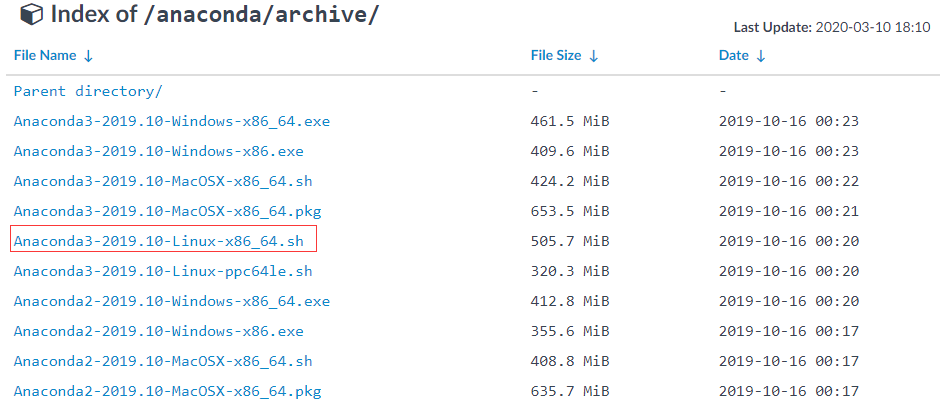 Index of /anaconda/archive/
Last Update: 2020-03-10 18:10
File Name ↓ File Size ↓ Date ↓
Parent directory/ - -
Anaconda3-2019.10-Windows-x86_64.exe 461.5 MiB 2019-10-16 00:23
Anaconda3-2019.10-Windows-x86.exe 409.6 MiB 2019-10-16 00:23
Anaconda3-2019.10-MacOSX-x86_64.sh 424.2 MiB 2019-10-16 00:22
Anaconda3-2019.10-MacOSX-x86_64.pkg 653.5 MiB 2019-10-16 00:21
Anaconda3-2019.10-Linux-x86_64.sh 505.7 MiB 2019-10-16 00:20
Anaconda3-2019.10-Linux-ppc64le.sh 320.3 MiB 2019-10-16 00:20
Anaconda2-2019.10-Windows-x86_64.exe 412.8 MiB 2019-10-16 00:20
Anaconda2-2019.10-Windows-x86.exe 355.6 MiB 2019-10-16 00:17
Anaconda2-2019.10-MacOSX-x86_64.sh 408.8 MiB 2019-10-16 00:17
Anaconda2-2019.10-MacOSX-x86_64.pkg 635.7 MiB 2019-10-16 00:17